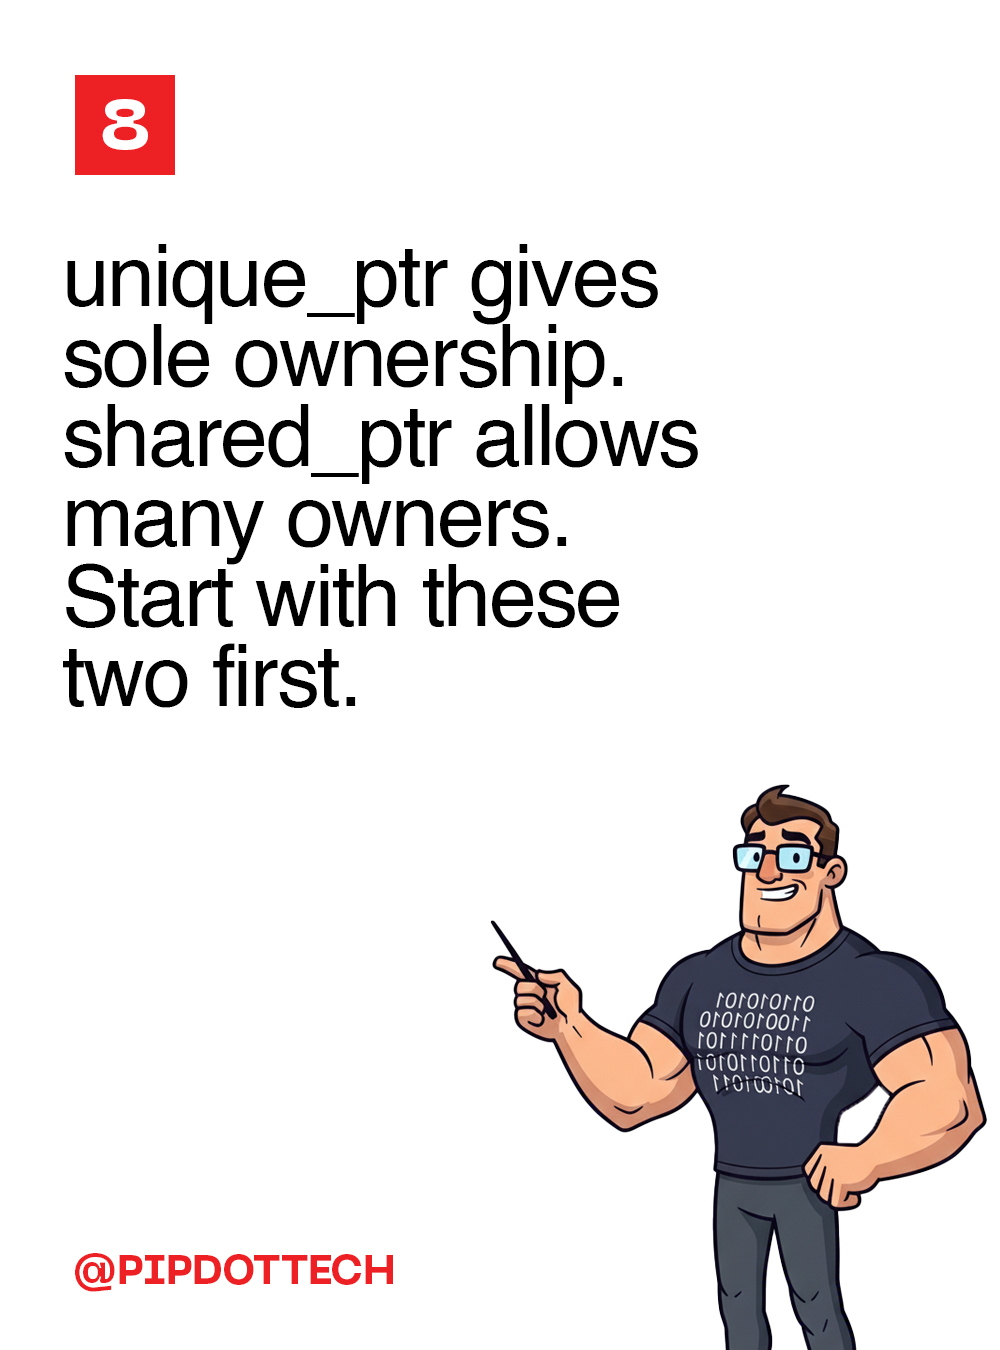 8
unique_ptr gives
sole ownership.
shared_ptr allows
many owners.
Start with these
two first.
@PIPDOTTECH